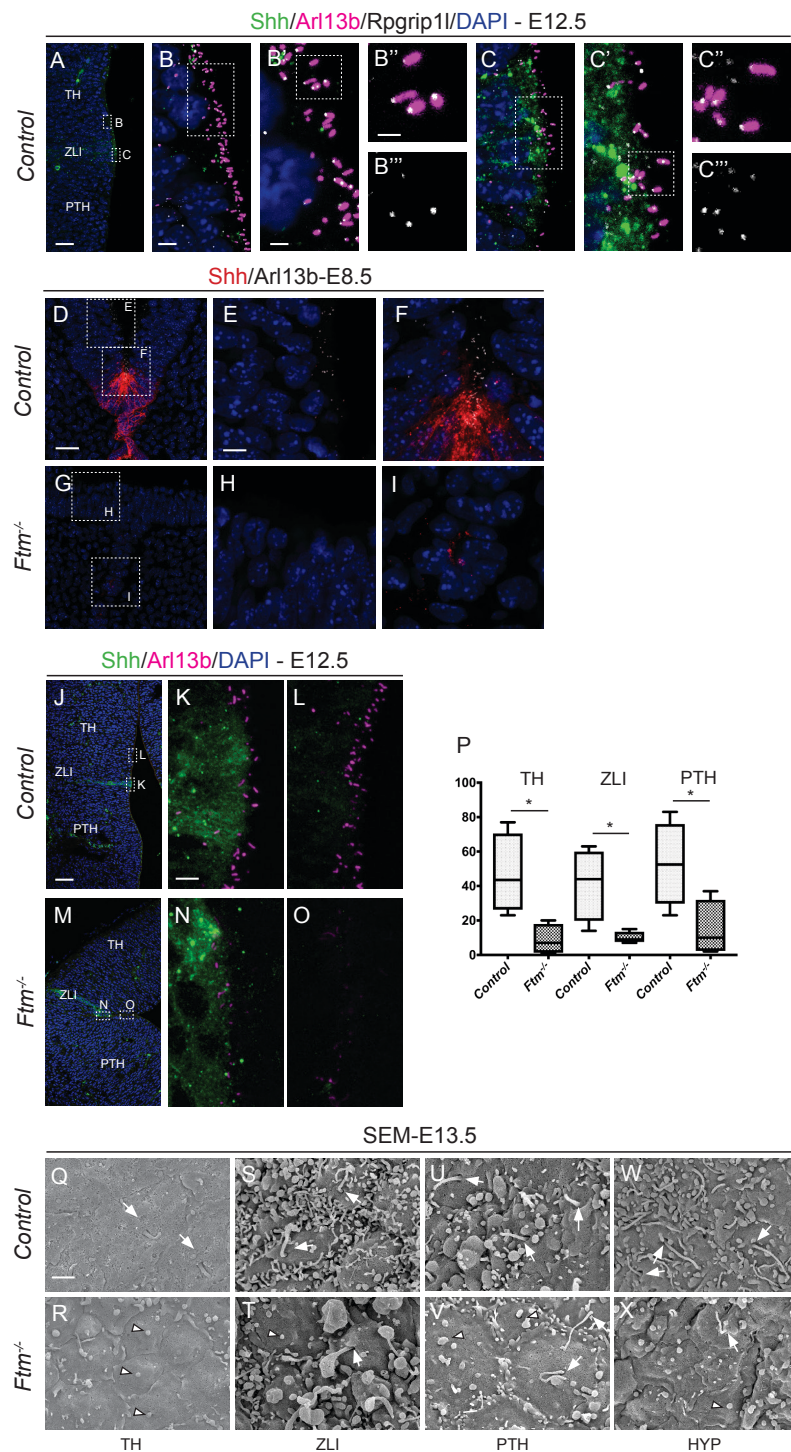 Shh/Arl13b/Rpgrip1l/DAPI - E12.5
Control
A
TH
B
ZLI
C
PTH
B
B'
B''
B'''
C
C'
C''
C'''
Shh/Arl13b-E8.5
Control
D
E
F
E
F
Ftm-/-
G
H
I
H
I
Shh/Arl13b/DAPI - E12.5
Control
J
TH
L
ZLI
K
PTH
K
L
Ftm-/-
M
TH
ZLI
N
O
PTH
N
O
P
TH
ZLI
PTH
*
*
*
100
80
60
40
20
0
Control
Ftm-/-
Control
Ftm-/-
Control
Ftm-/-
SEM-E13.5
Control
Q
S
U
W
Ftm-/-
R
T
V
X
TH
ZLI
PTH
HYP